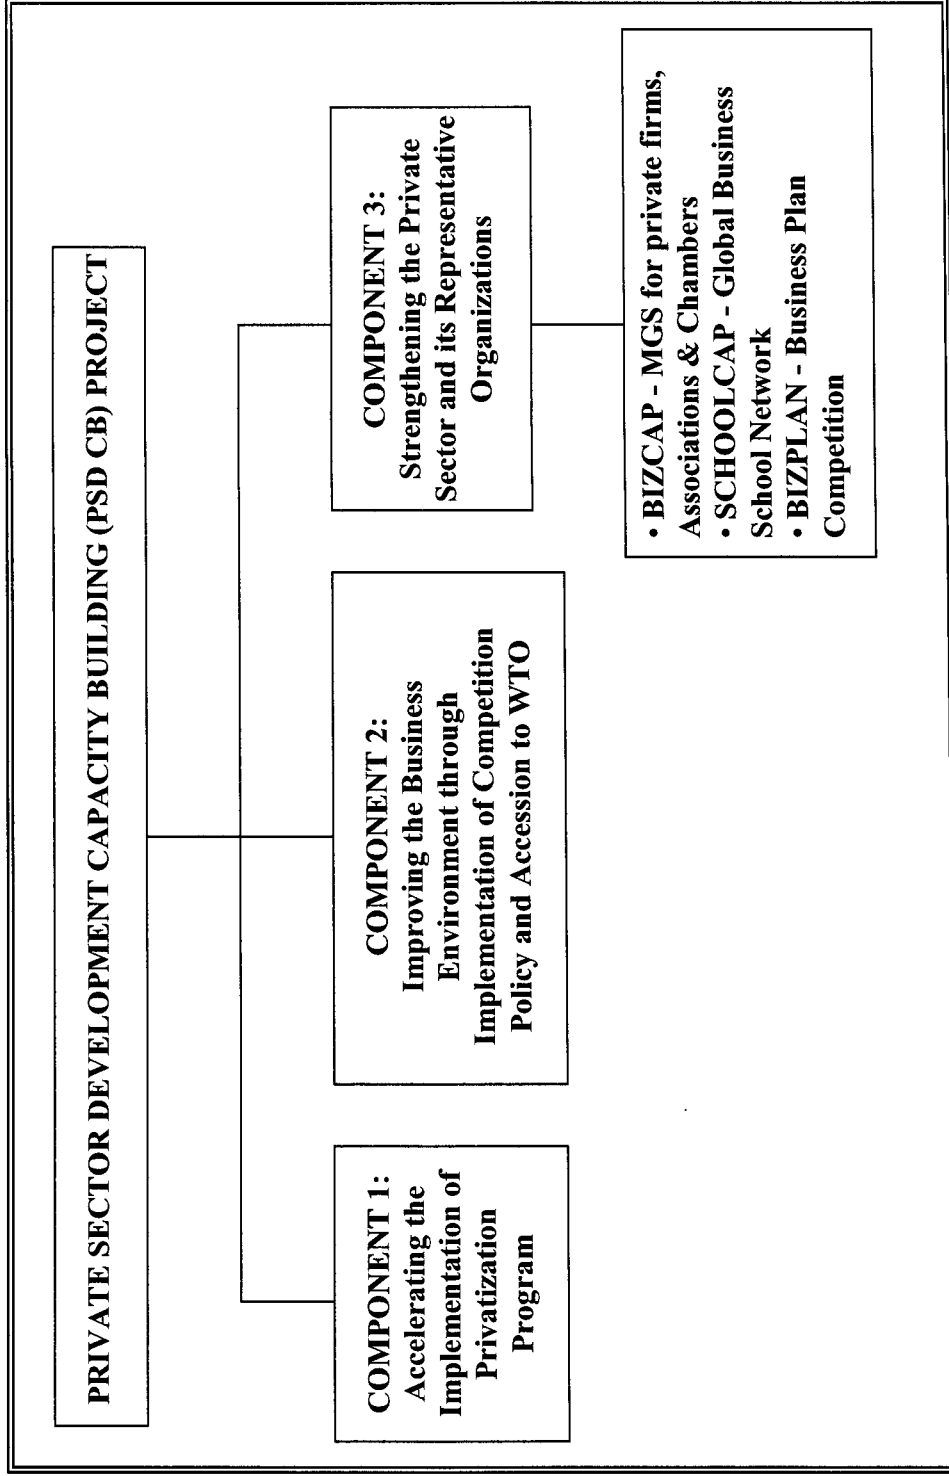 PRIVATE SECTOR DEVELOPMENT CAPACITY BUILDING (PSD CB) PROJECT
COMPONENT 1:
Accelerating the
Implementation of
Privatization
Program
COMPONENT 2:
Improving the Business
Environment through
Implementation of Competition
Policy and Accession to WTO
COMPONENT 3:
Strengthening the Private
Sector and its Representative
Organizations
• BIZCAP - MGS for private firms,
Associations & Chambers
• SCHOOLCAP - Global Business
School Network
• BIZPLAN - Business Plan
Competition